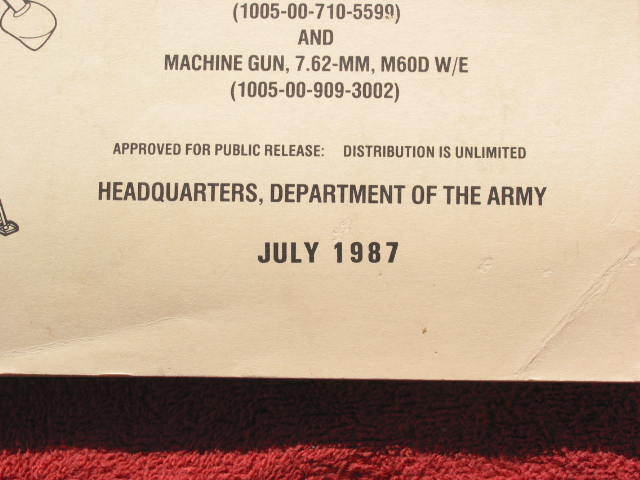 (1005-00-710-5599)
AND
MACHINE GUN, 7.62-MM, M60D W/E
(1005-00-909-3002)
APPROVED FOR PUBLIC RELEASE: DISTRIBUTION IS UNLIMITED
HEADQUARTERS, DEPARTMENT OF THE ARMY
JULY 1987